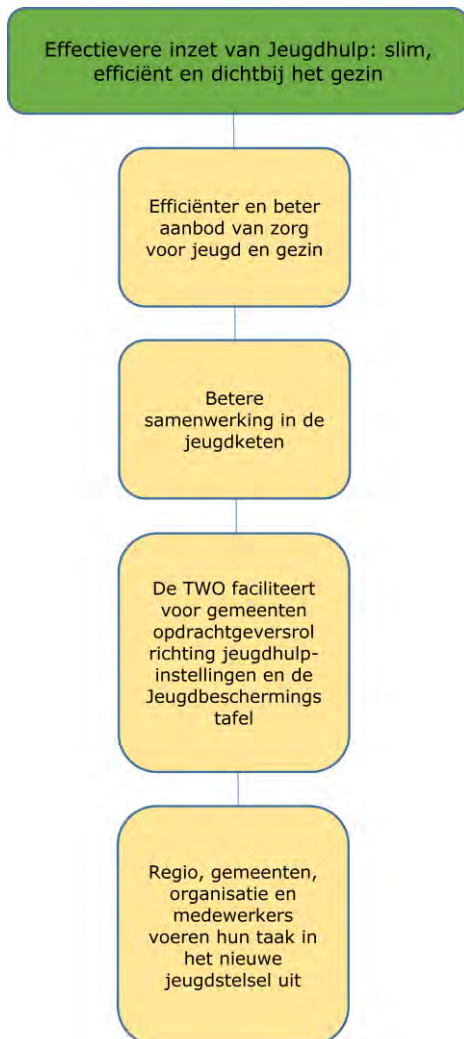 Effectievere inzet van Jeugdhulp: slim,
efficiënt en dichtbij het gezin
Efficiënter en beter
aanbod van zorg
voor jeugd en gezin
Betere
samenwerking in de
jeugdketen
De TWO faciliteert
voor gemeenten
opdrachtgeversrol
richting jeugdhulp-
instellingen en de
Jeugdbeschermings
tafel
Regio, gemeenten,
organisatie en
medewerkers
voeren hun taak in
het nieuwe
jeugdstelsel uit